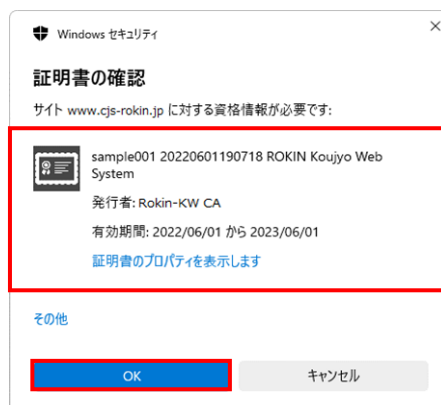 Windows セキュリティ
証明書の確認
サイト www.cjs-rokin.jp に対する資格情報が必要です:
sample001 20220601190718 ROKIN Koujyo Web
System
発行者: Rokin-KW CA
有効期間: 2022/06/01 から 2023/06/01
証明書のプロパティを表示します
その他
OK
キャンセル